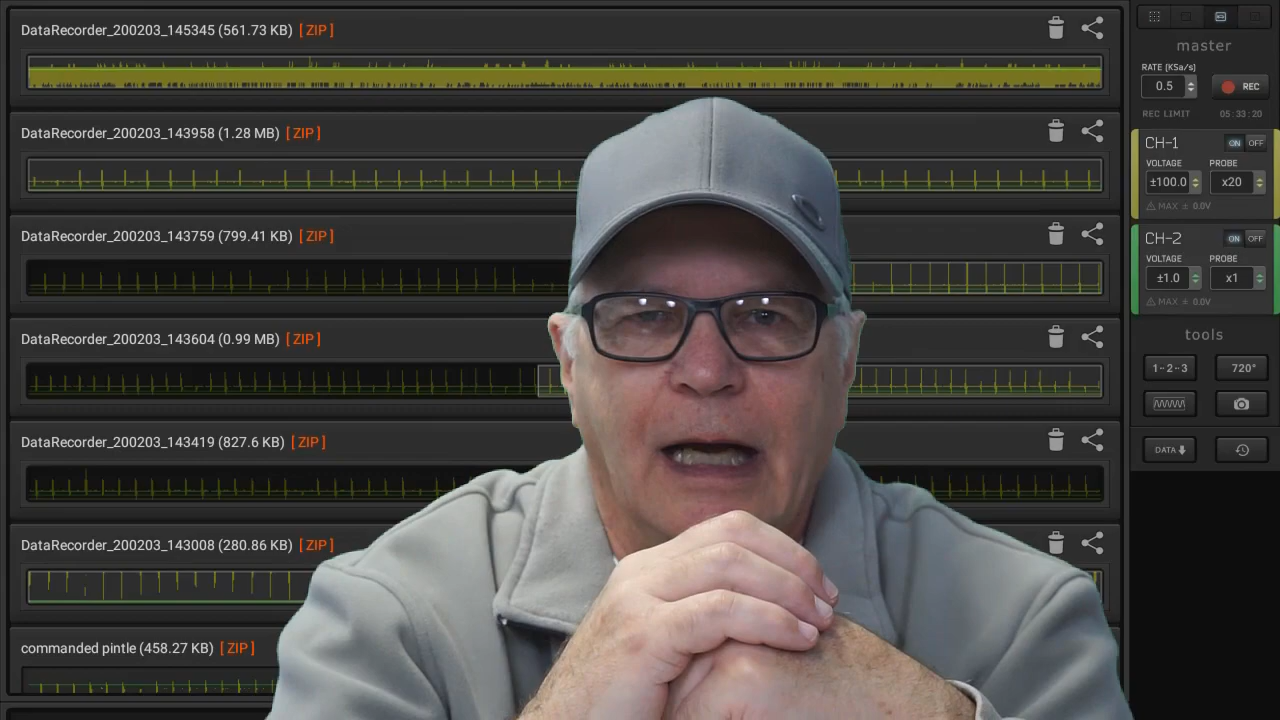 DataRecorder_200203_145345 (561.73 KB) [ ZIP ]
DataRecorder_200203_143958 (1.28 MB) [ ZIP ]
DataRecorder_200203_143759 (799.41 KB) [ ZIP ]
DataRecorder_200203_143604 (0.99 MB) [ ZIP ]
DataRecorder_200203_143419 (827.6 KB) [ ZIP ]
DataRecorder_200203_143008 (280.86 KB) [ ZIP ]
commanded pintle (458.27 KB) [ ZIP ]
master
RATE [KSa/s]
0.5 REC
REC LIMIT 05:33:20
CH-1 ON OFF
VOLTAGE PROBE
±100.0 x20
MAX ± 0.0V
CH-2 ON OFF
VOLTAGE PROBE
±1.0 x1
MAX ± 0.0V
tools
1-2-3 720°
DATA